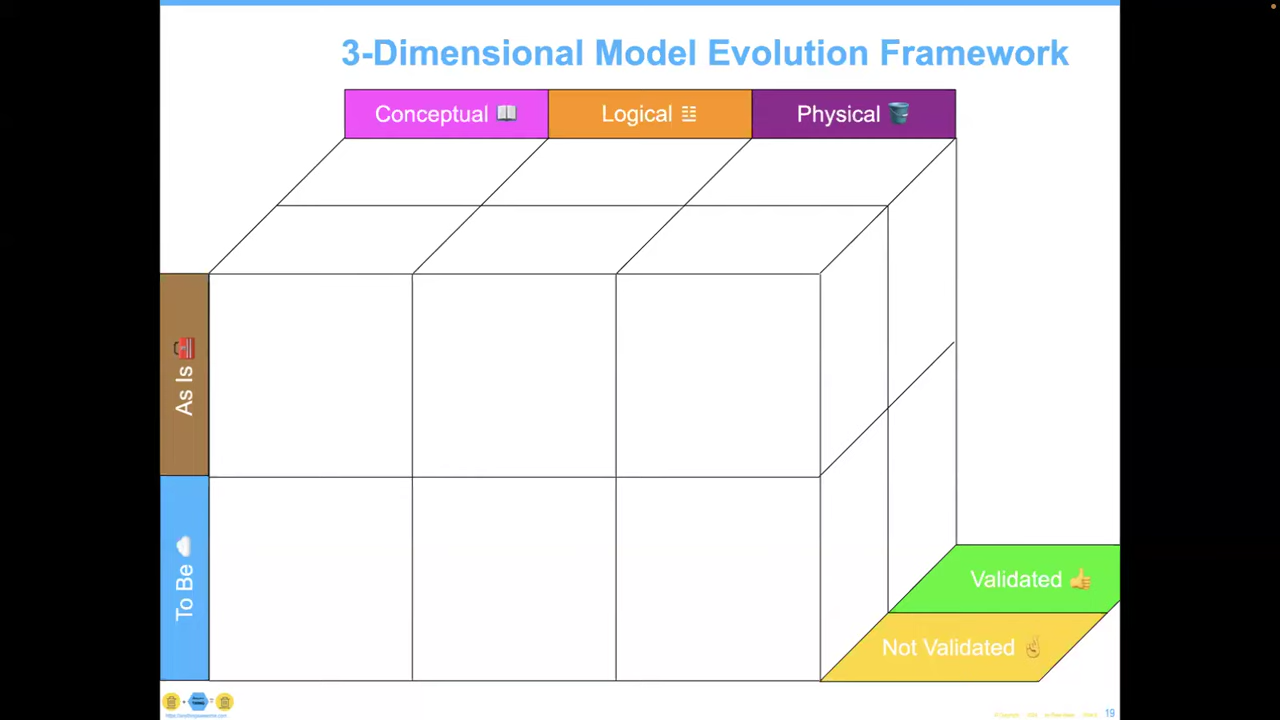 3-Dimensional Model Evolution Framework
Conceptual
Logical
Physical
As Is
To Be
Validated
Not Validated
19